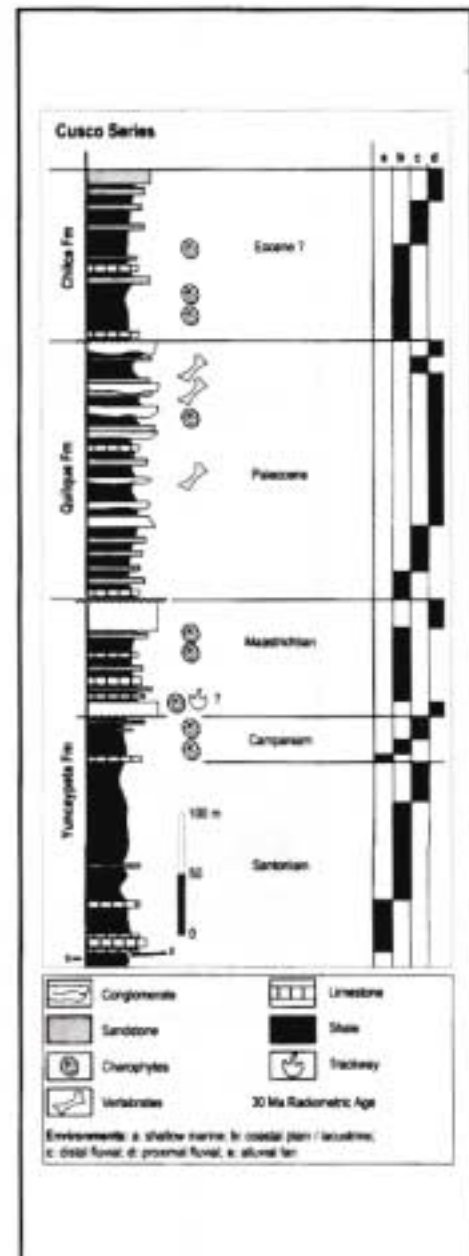 Cusco Series
a b c d
Chilca Fm
Eocene ?
Quilque Fm
Paleocene
Maastrichtian
?
Yuncaypata Fm
Campanian
100 m
50
Santonian
0
Conglomerate
Limestone
Sandstone
Shale
Charophytes
Trackway
Vertebrates
30 Ma Radiometric Age
Environments: a: shallow marine; b: coastal plain / lacustrine;
c: distal fluvial; d: proximal fluvial; e: alluvial fan